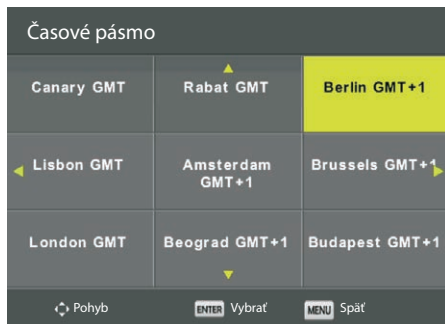 Časové pásmo
Canary GMT
Rabat GMT
Berlin GMT+1
Lisbon GMT
Amsterdam
GMT+1
Brussels GMT+1
London GMT
Beograd GMT+1
Budapest GMT+1
Pohyb
ENTER Vybrať
MENU Späť